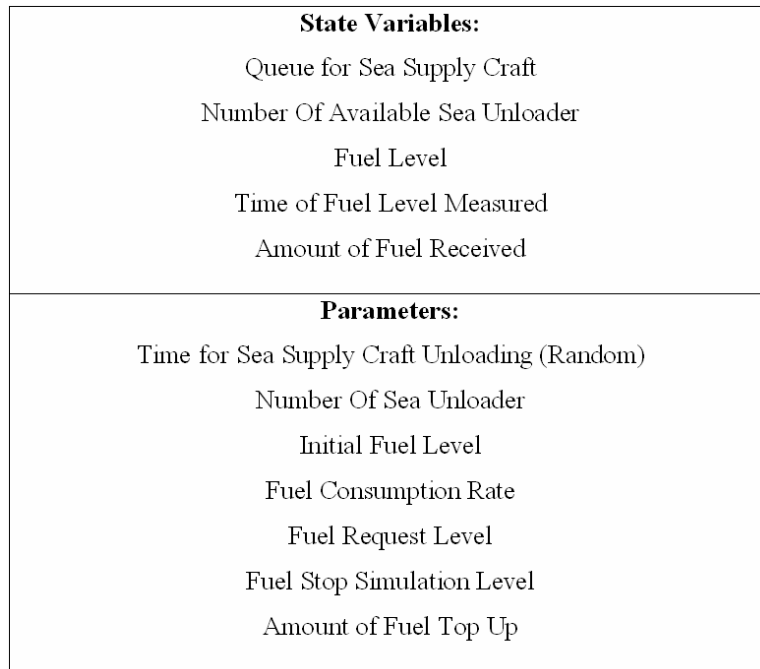 State Variables:
Queue for Sea Supply Craft
Number Of Available Sea Unloader
Fuel Level
Time of Fuel Level Measured
Amount of Fuel Received
Parameters:
Time for Sea Supply Craft Unloading (Random)
Number Of Sea Unloader
Initial Fuel Level
Fuel Consumption Rate
Fuel Request Level
Fuel Stop Simulation Level
Amount of Fuel Top Up